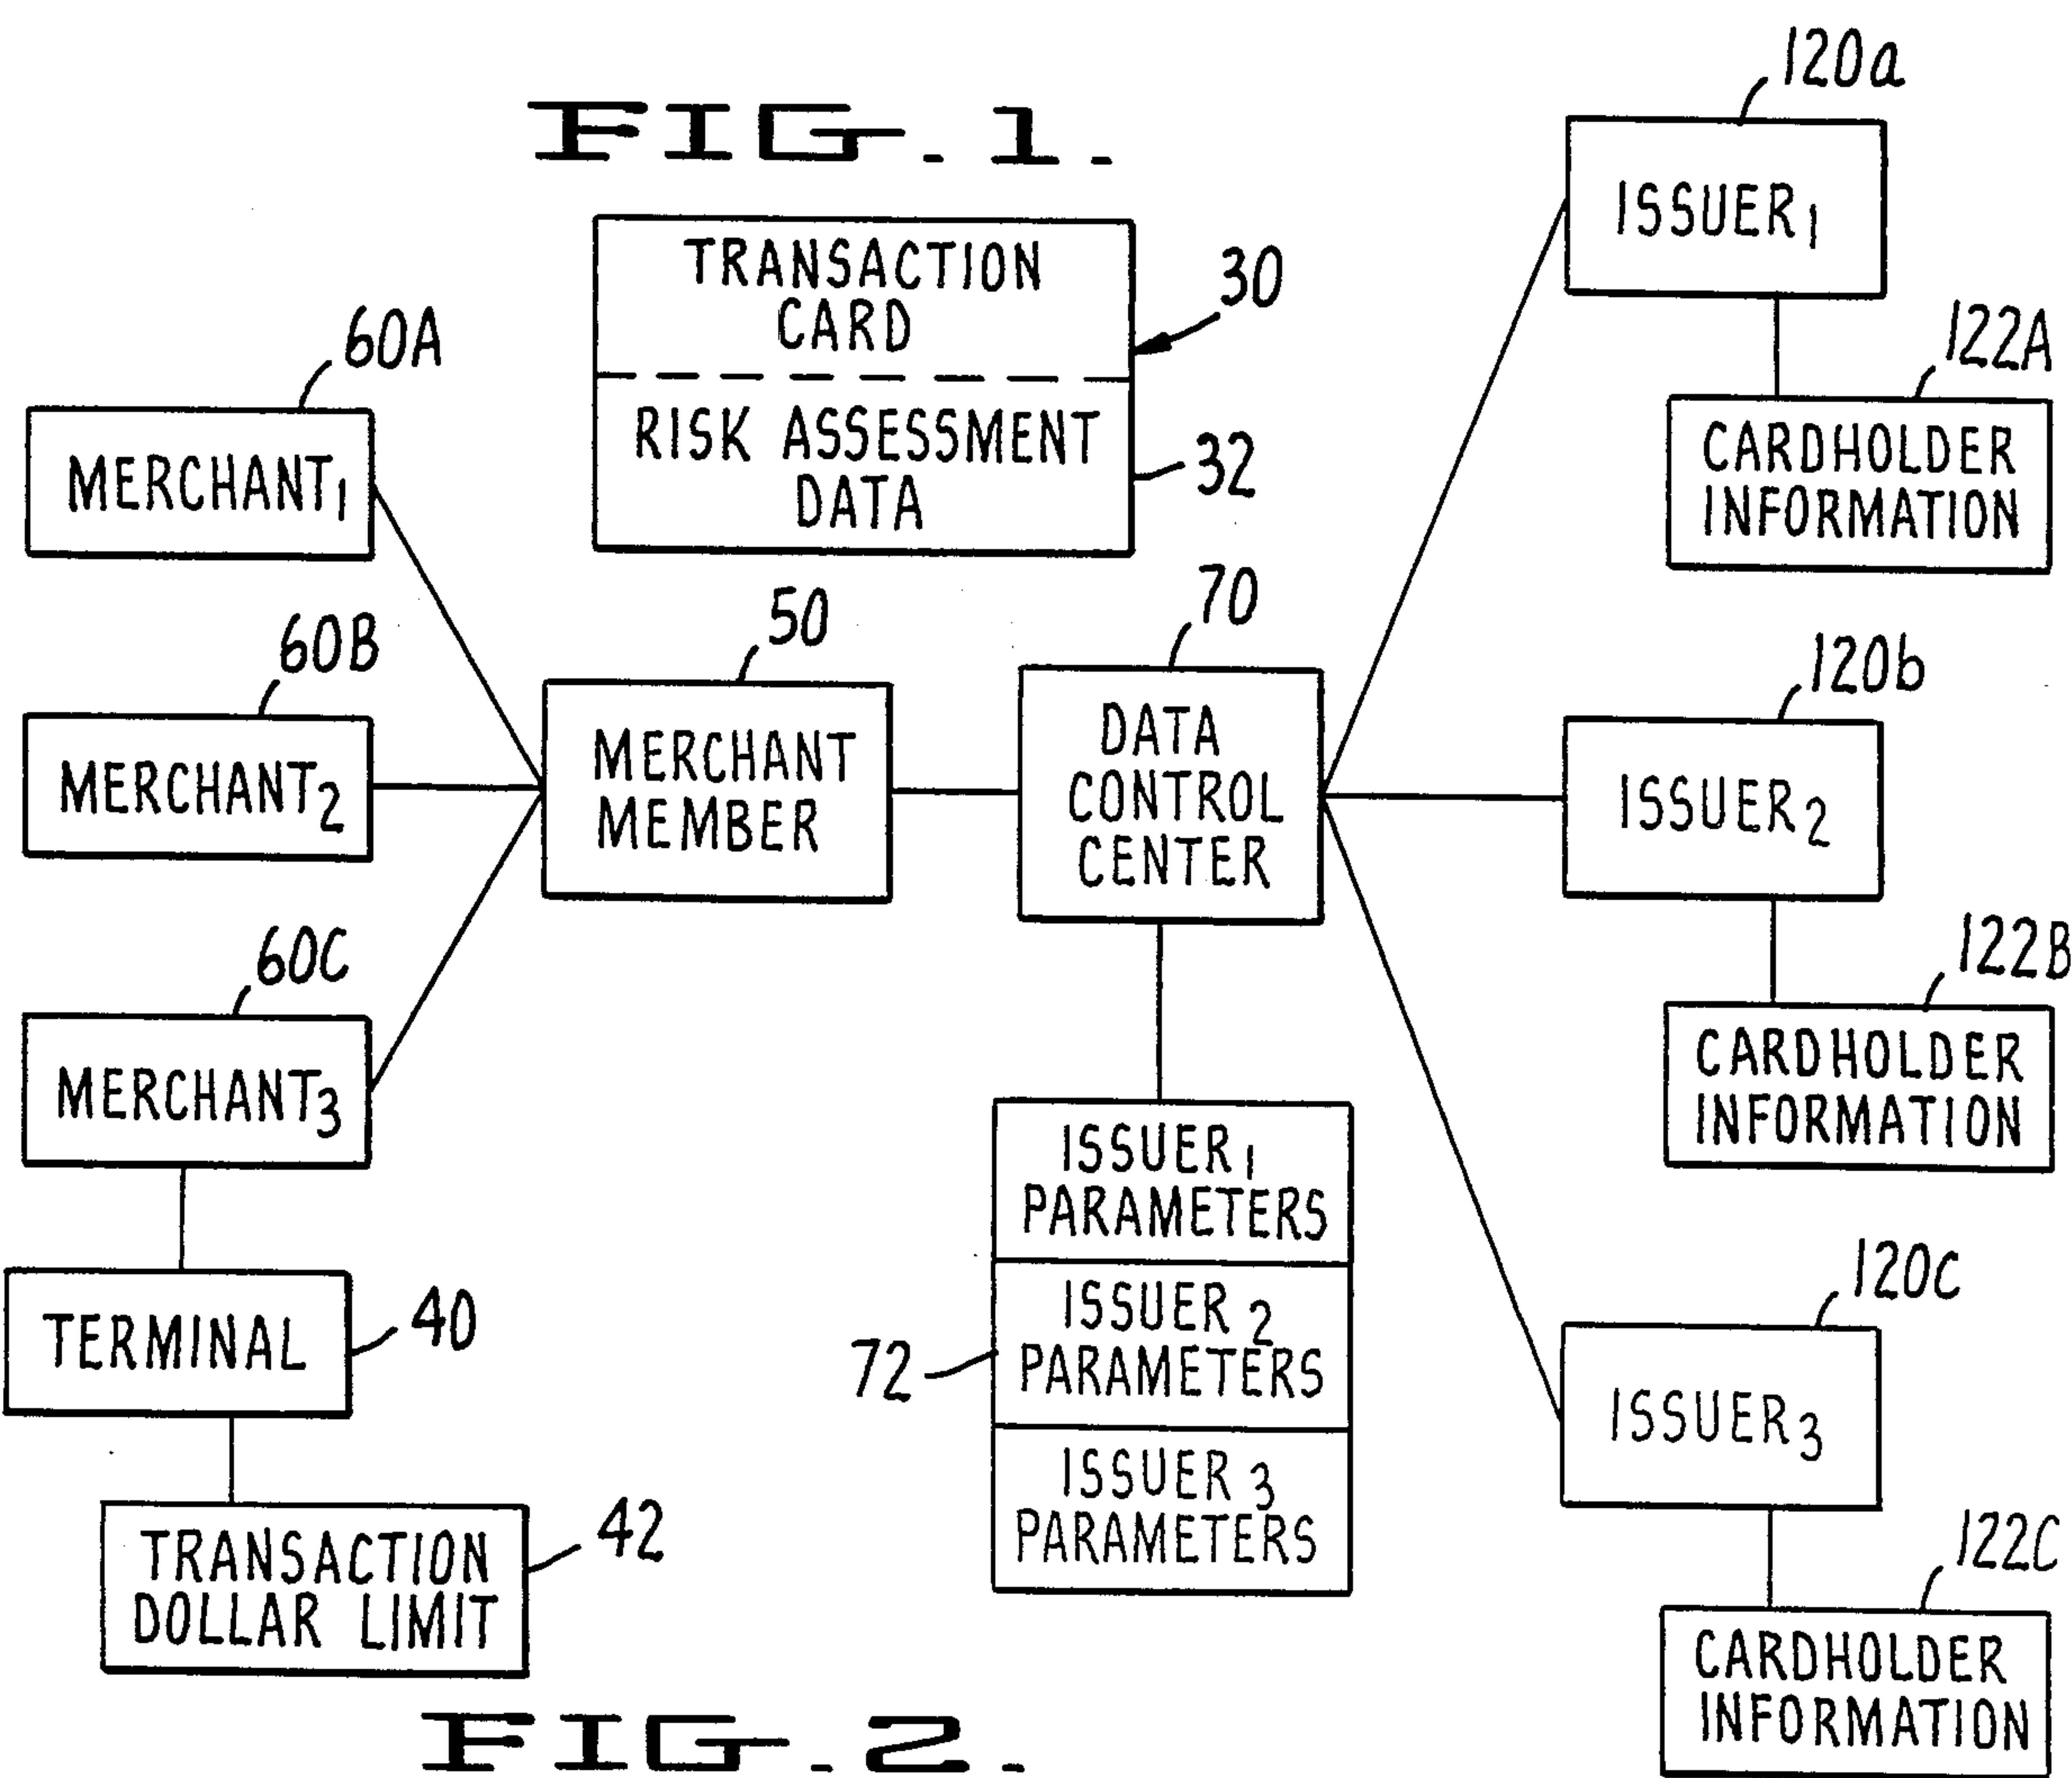 FIG. 1.
TRANSACTION
CARD
30
RISK ASSESSMENT
DATA
32
60A
MERCHANT1
60B
MERCHANT2
60C
MERCHANT3
TERMINAL
40
TRANSACTION
DOLLAR LIMIT
42
50
MERCHANT
MEMBER
70
DATA
CONTROL
CENTER
72
ISSUER1
PARAMETERS
ISSUER 2
PARAMETERS
ISSUER 3
PARAMETERS
120a
ISSUER1
122A
CARDHOLDER
INFORMATION
120b
ISSUER2
122B
CARDHOLDER
INFORMATION
120C
ISSUER3
122C
CARDHOLDER
INFORMATION
FIG. 2.